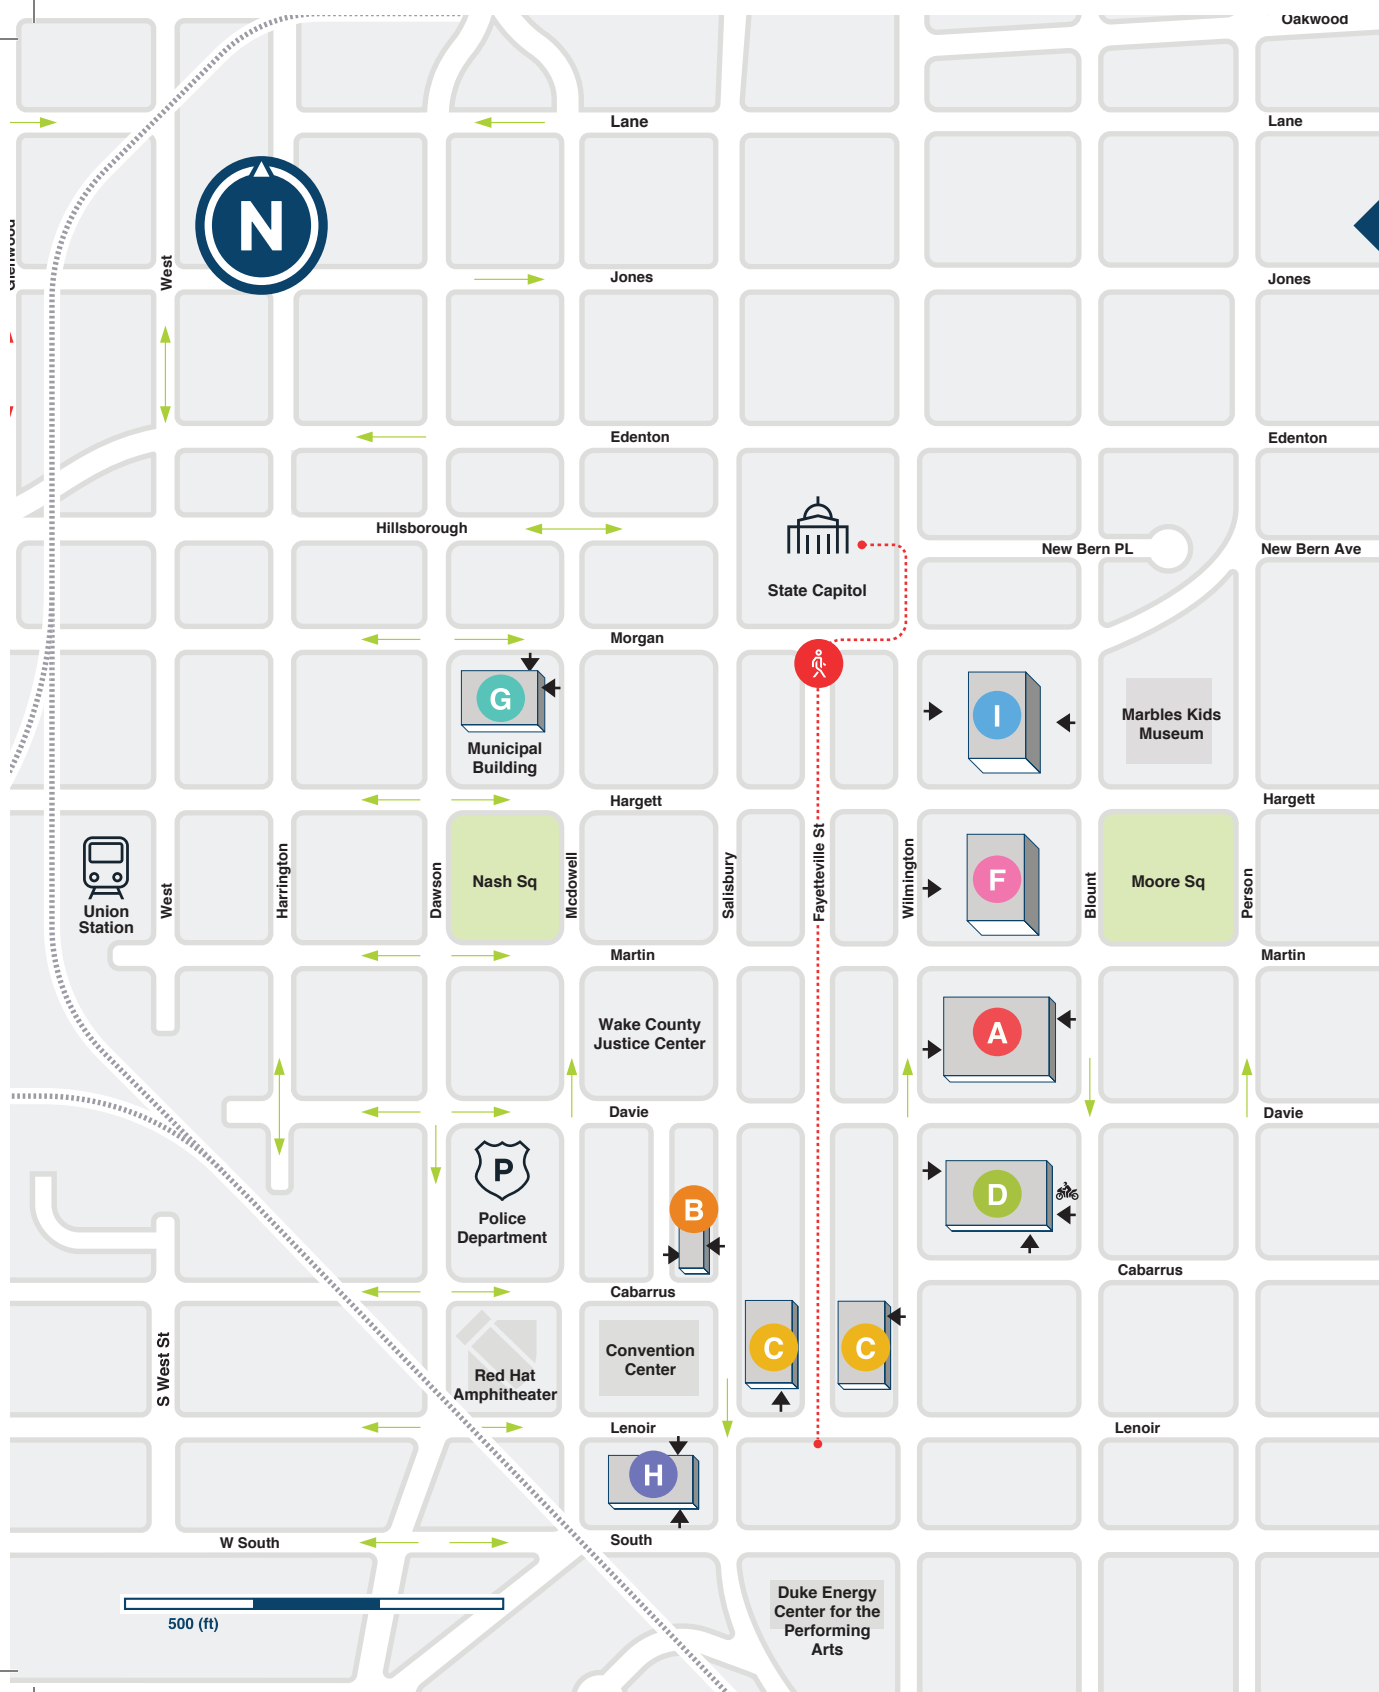 Oakwood
Lane
Lane
N
Glenwood
West
Jones
Jones
Edenton
Edenton
Hillsborough
New Bern PL
New Bern Ave
State Capitol
Morgan
G
Municipal
Building
I
Marbles Kids
Museum
Hargett
Hargett
Union
Station
West
Harrington
Dawson
Nash Sq
Mcdowell
Salisbury
Fayetteville St
Wilmington
F
Blount
Moore Sq
Person
Martin
Martin
Wake County
Justice Center
A
Davie
Davie
P
Police
Department
B
D
Cabarrus
Cabarrus
S West St
Red Hat
Amphitheater
Convention
Center
C
C
Lenoir
Lenoir
H
W South
South
500 (ft)
Duke Energy
Center for the
Performing
Arts